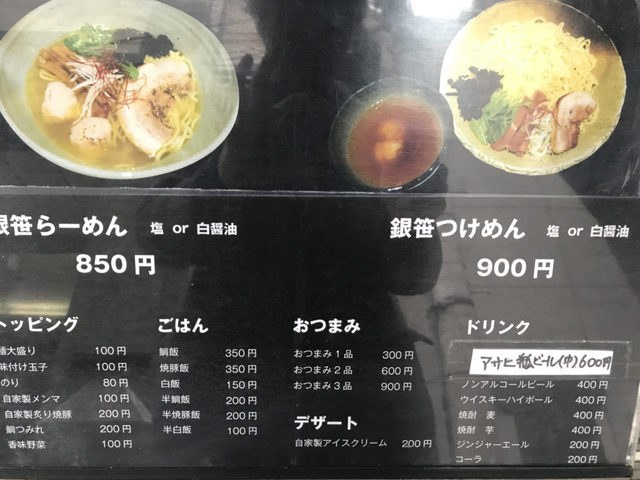 銀笹らーめん 塩 or 白醤油
850円
銀笹つけめん 塩 or 白醤油
900円
トッピング
麺大盛り 100円
味付け玉子 100円
のり 80円
自家製メンマ 100円
自家製炙り焼豚 200円
鯛つみれ 200円
香味野菜 100円
ごはん
鯛飯 350円
焼豚飯 350円
白飯 150円
半鯛飯 200円
半焼豚飯 200円
半白飯 100円
おつまみ
おつまみ1品 300円
おつまみ2品 600円
おつまみ3品 900円
デザート
自家製アイスクリーム 200円
ドリンク
アサヒ 瓶ビール(中)600円
ノンアルコールビール 400円
ウイスキーハイボール 400円
焼酎 麦 400円
焼酎 芋 400円
ジンジャーエール 200円
コーラ 200円